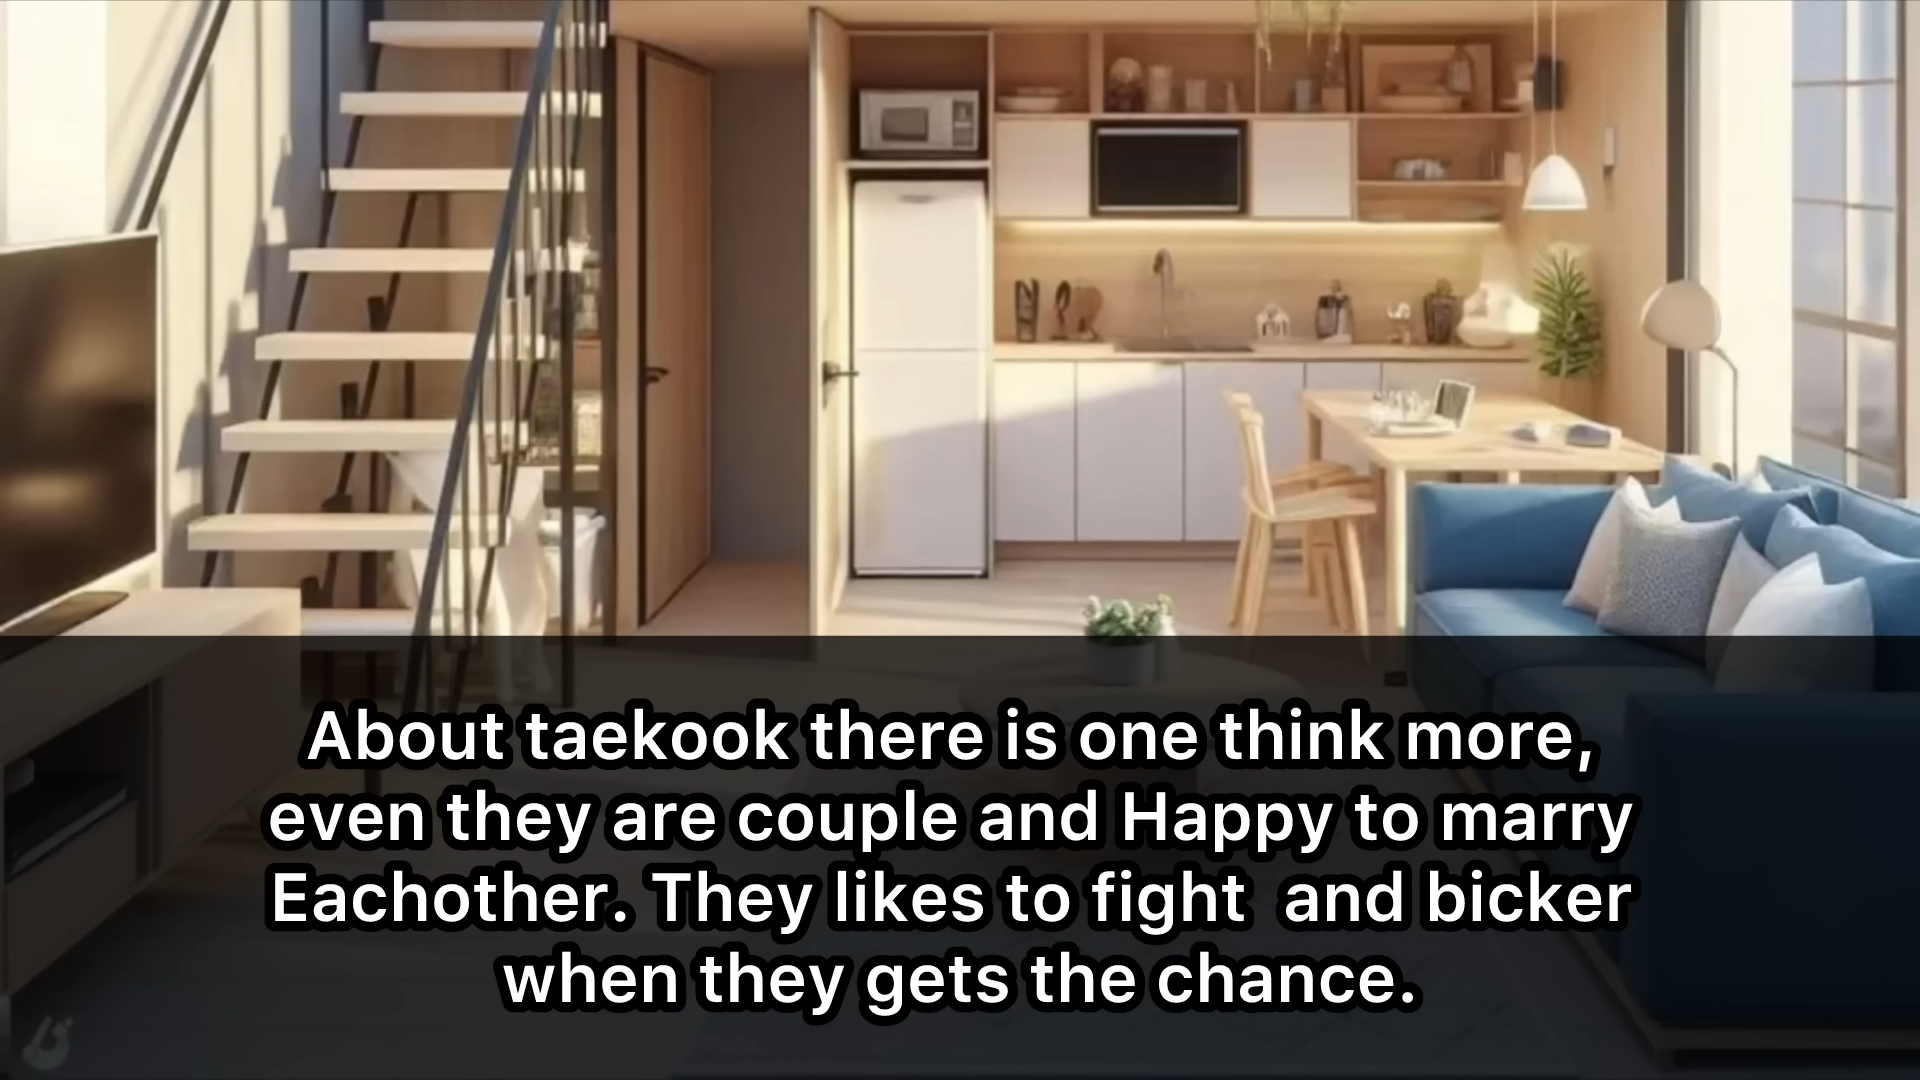 About taekook there is one think more,
even they are couple and Happy to marry
Eachother. They likes to fight  and bicker
when they gets the chance.